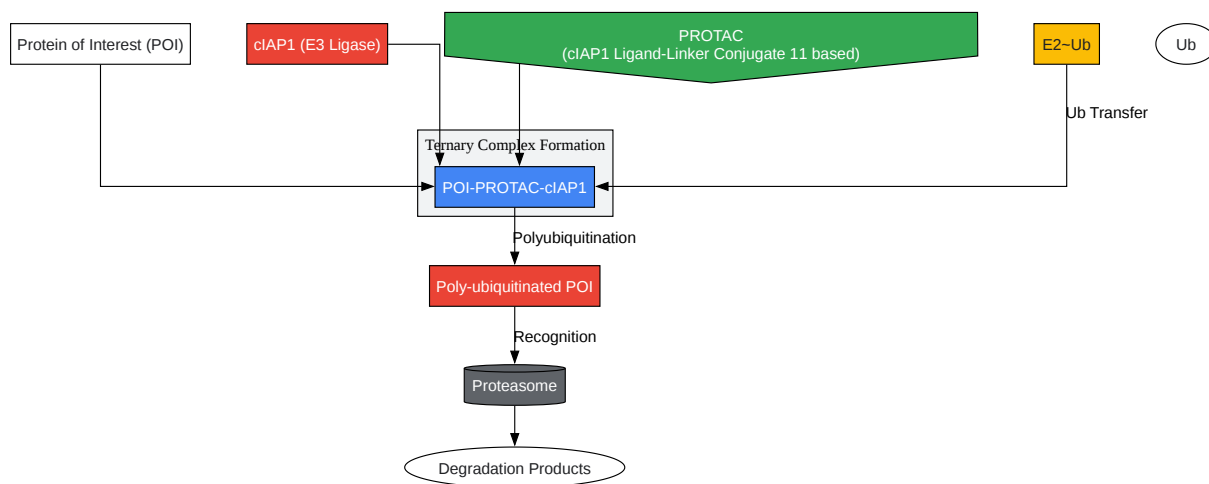 Protein of Interest (POI)
cIAP1 (E3 Ligase)
PROTAC
(cIAP1 Ligand-Linker Conjugate 11 based)
E2~Ub
Ub
Ub Transfer
Ternary Complex Formation
POI-PROTAC-cIAP1
Polyubiquitination
Poly-ubiquitinated POI
Recognition
Proteasome
Degradation Products